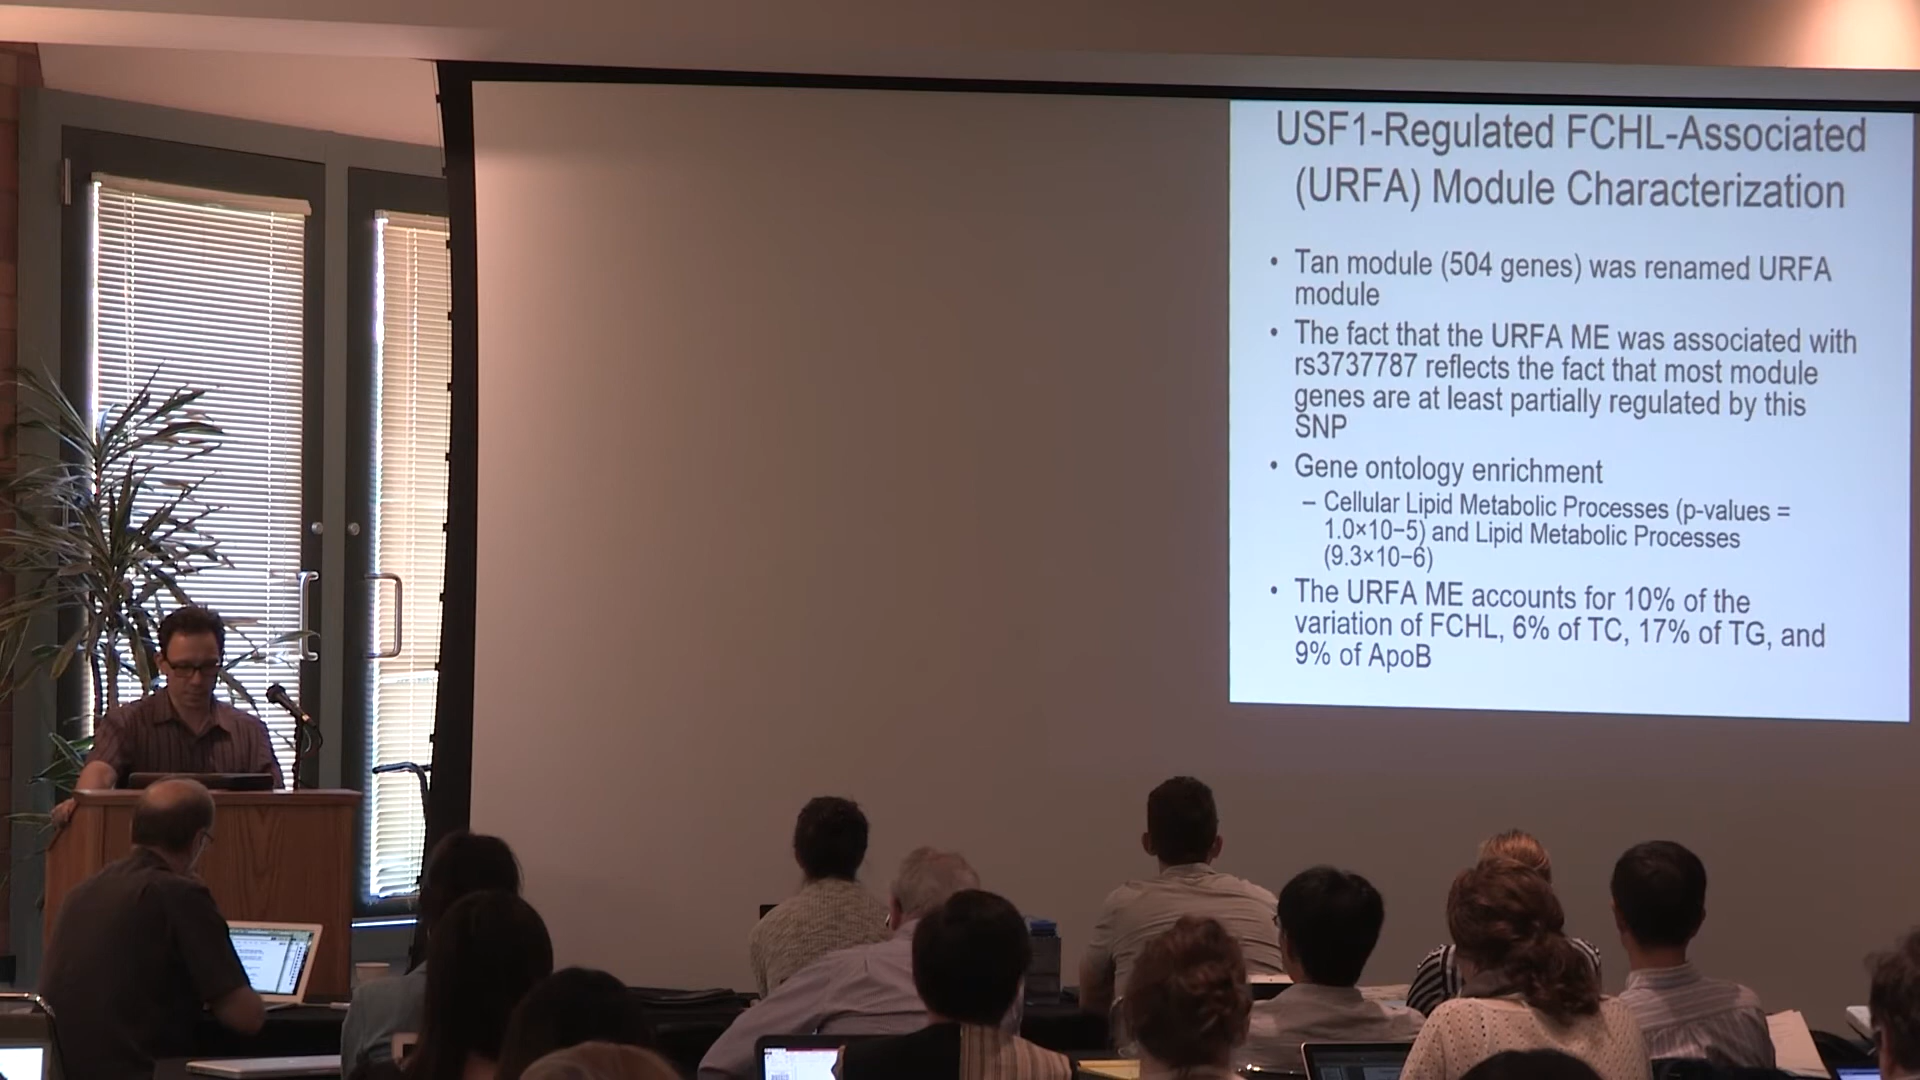 USF1-Regulated FCHL-Associated
(URFA) Module Characterization
• Tan module (504 genes) was renamed URFA
module
• The fact that the URFA ME was associated with
rs3737787 reflects the fact that most module
genes are at least partially regulated by this
SNP
• Gene ontology enrichment
– Cellular Lipid Metabolic Processes (p-values =
1.0×10−5) and Lipid Metabolic Processes
(9.3×10−6)
• The URFA ME accounts for 10% of the
variation of FCHL, 6% of TC, 17% of TG, and
9% of ApoB